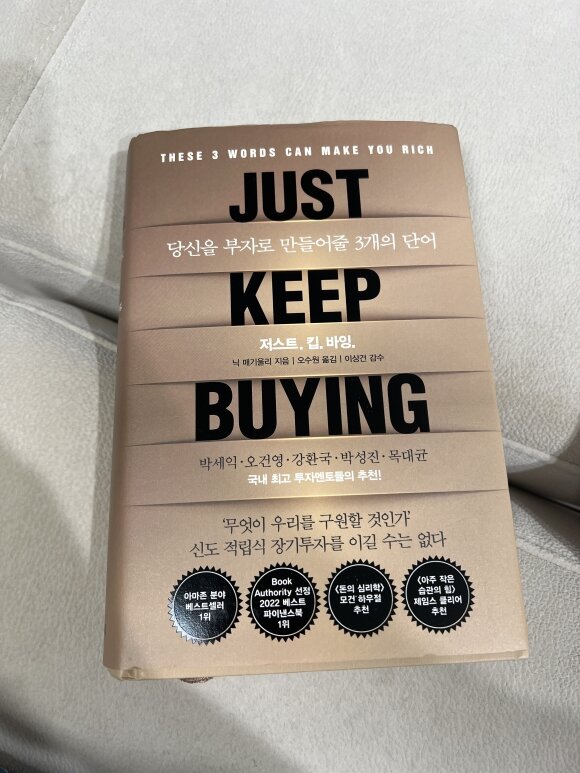 THESE 3 WORDS CAN MAKE YOU RICH
JUST
당신을 부자로 만들어줄 3개의 단어
KEEP
저스트. 킵. 바잉.
닉 매기울리 지음 | 오수원 옮김 | 이상건 감수
BUYING
박세익·오건영·강환국·박성진·목대균
국내 최고 투자멘토들의 추천!
‘무엇이 우리를 구원할 것인가’
신도 적립식 장기투자를 이길 수는 없다
아마존 분야
베스트셀러
1위
Book
Authority 선정
2022 베스트
파이낸스북
1위
《돈의 심리학》
모건 하우절
추천
《아주 작은
습관의 힘》
제임스 클리어
추천